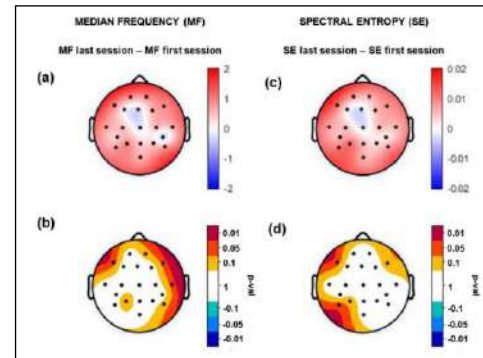 MEDIAN FREQUENCY (MF)
MF last session – MF first session
(a)
2
1
0
-1
-2
(b)
0.01
0.05
0.1
1
-0.1
-0.05
-0.01
p-val
SPECTRAL ENTROPY (SE)
SE last session – SE first session
(c)
0.02
0.01
0
-0.01
-0.02
(d)
0.01
0.05
0.1
1
-0.1
-0.05
-0.01
p-val